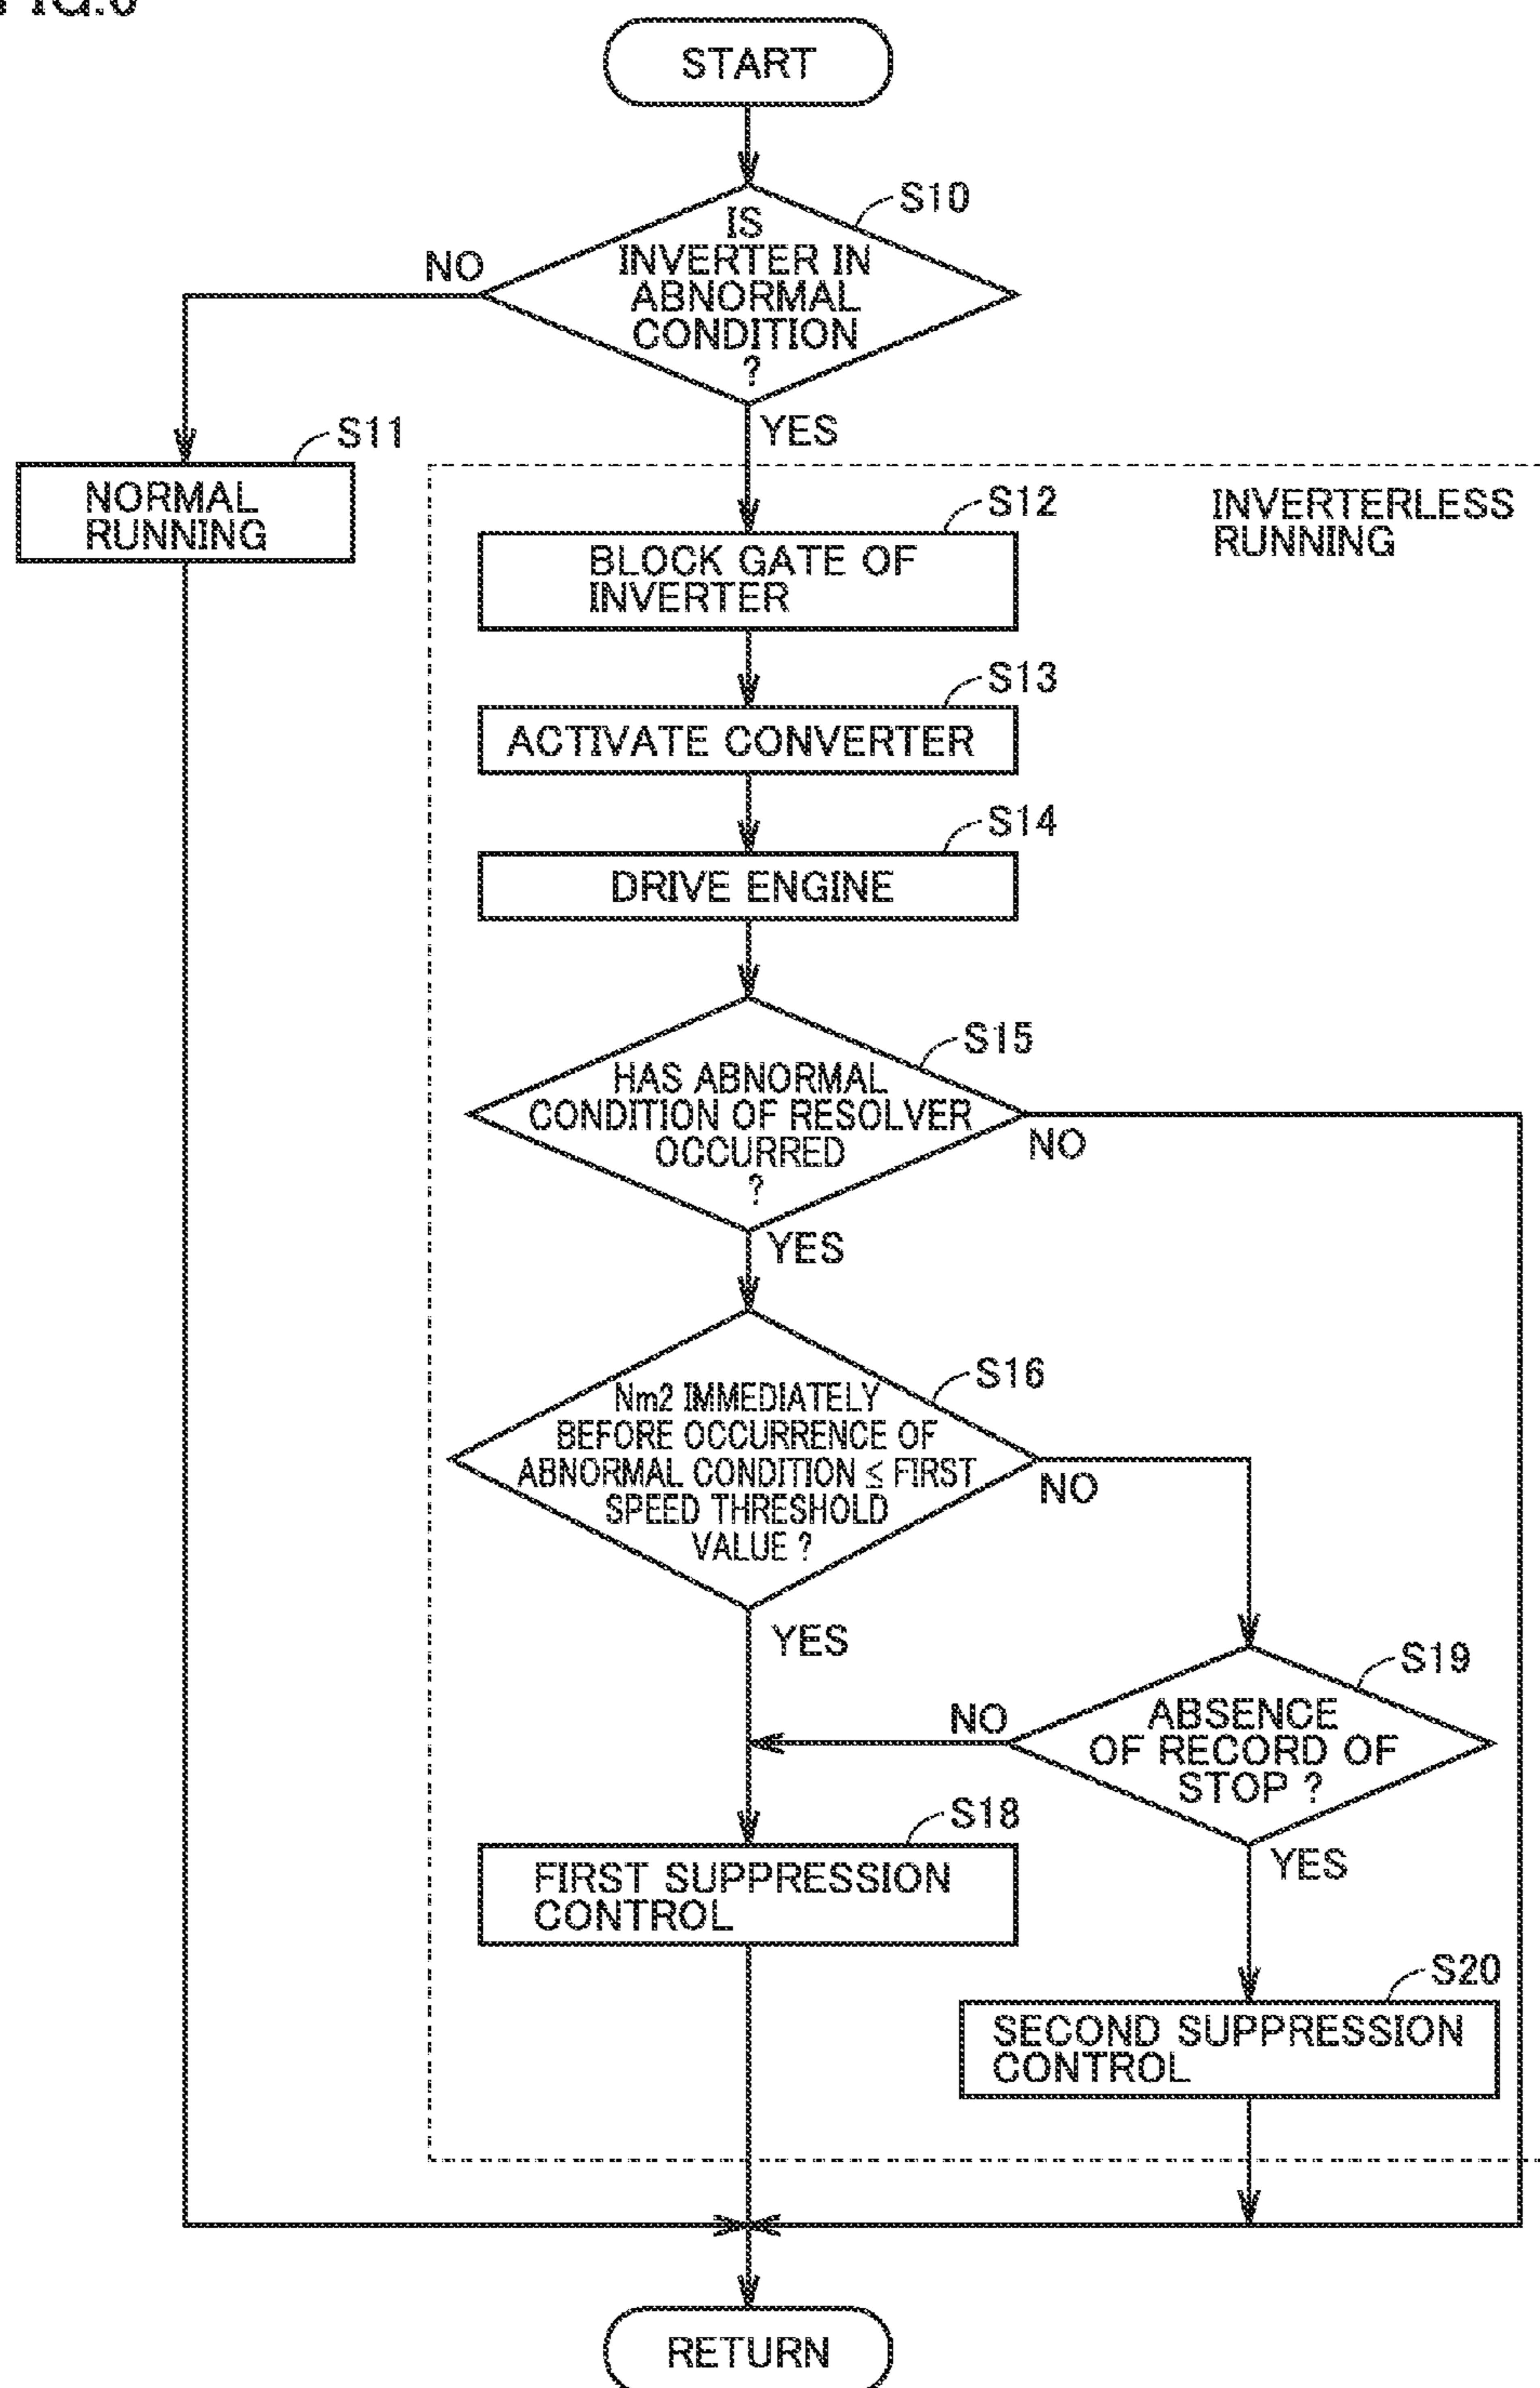 START
S10
IS
INVERTER IN
ABNORMAL
CONDITION
?
NO
YES
S11
NORMAL
RUNNING
INVERTERLESS
RUNNING
S12
BLOCK GATE OF
INVERTER
S13
ACTIVATE CONVERTER
S14
DRIVE ENGINE
S15
HAS ABNORMAL
CONDITION OF RESOLVER
OCCURRED
?
NO
YES
S16
Nm2 IMMEDIATELY
BEFORE OCCURRENCE OF
ABNORMAL CONDITION ≤ FIRST
SPEED THRESHOLD
VALUE ?
NO
YES
S19
ABSENCE
OF RECORD OF
STOP ?
NO
YES
S18
FIRST SUPPRESSION
CONTROL
S20
SECOND SUPPRESSION
CONTROL
RETURN